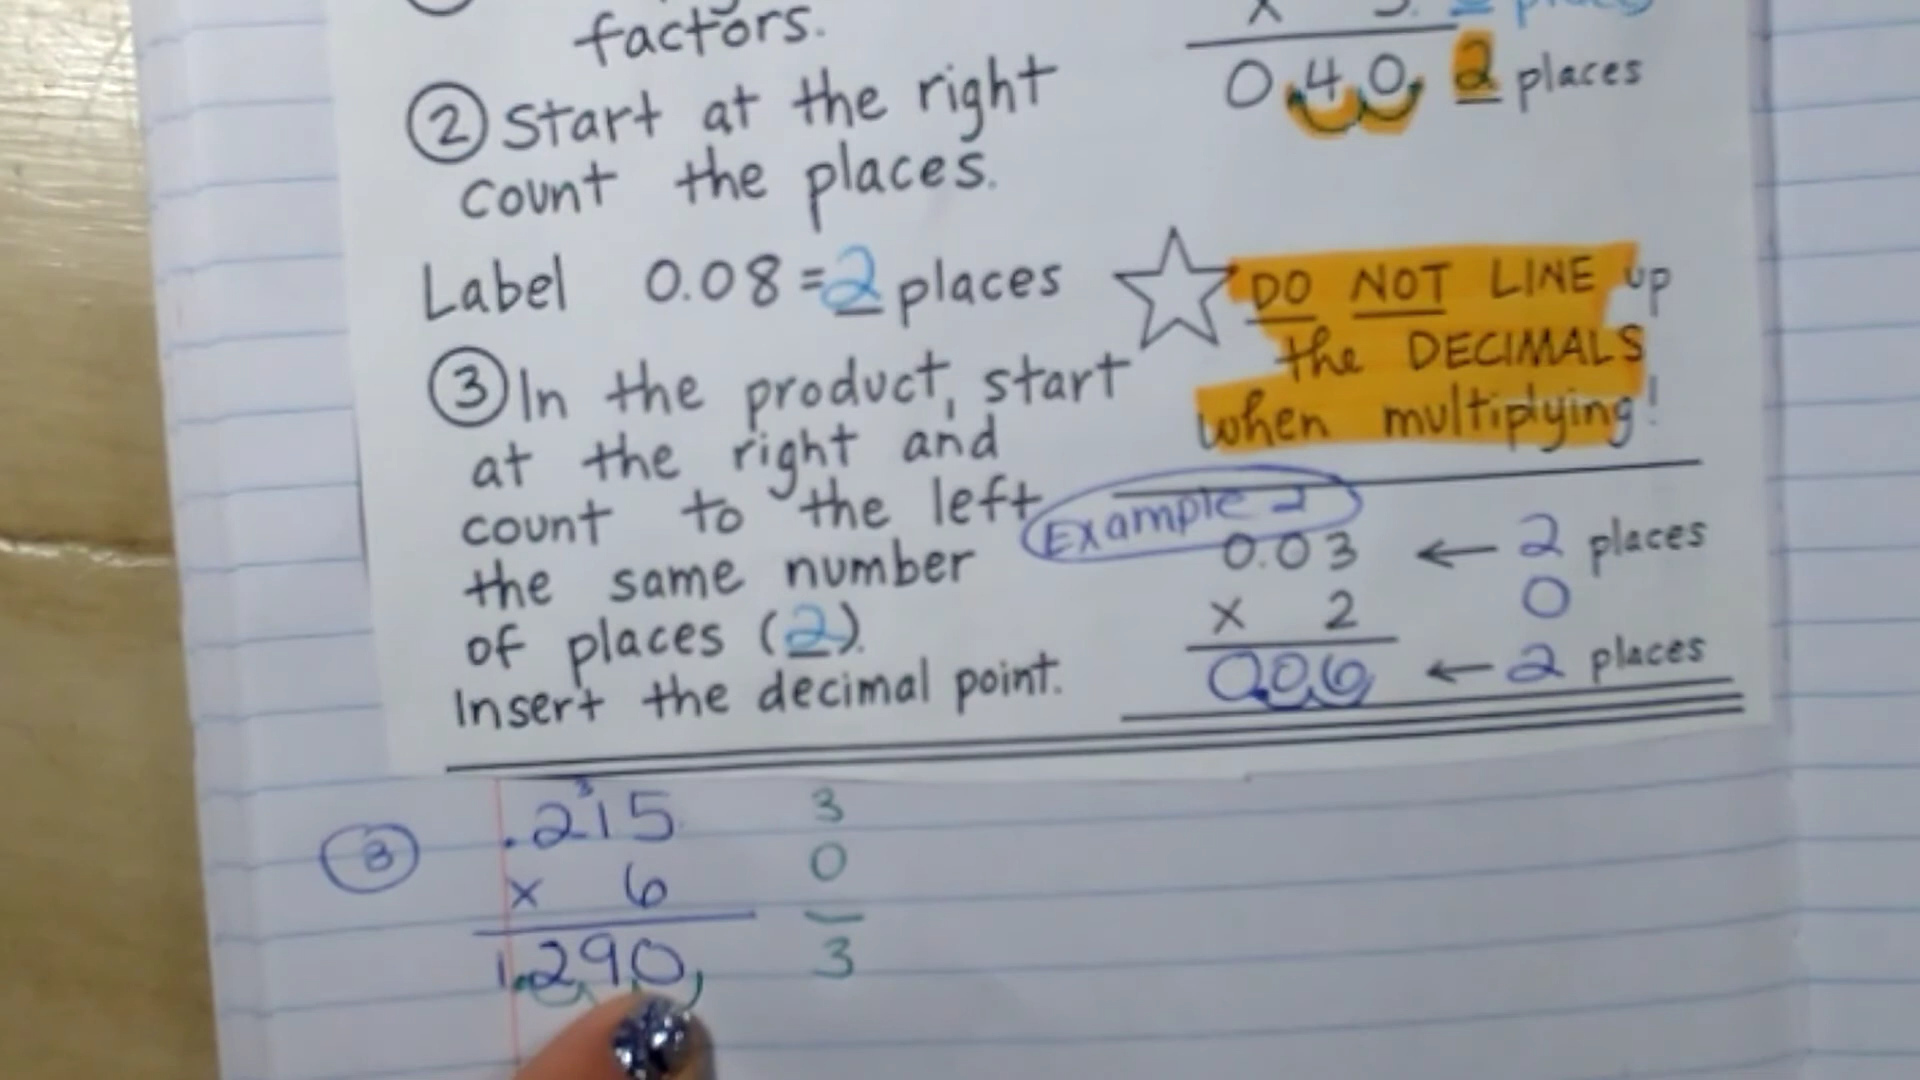 factors.
② Start at the right
count the places.
Label 0.08 = 2 places
③ In the product, start
at the right and
count to the left
the same number
of places (2).
Insert the decimal point.
x
0.40 2 places
☆ DO NOT LINE up
the DECIMALS
when multiplying!
Example 2
0.03 ← 2 places
x 2 0
0.06 ← 2 places
③ .215 3
x 6 0
1.290 3